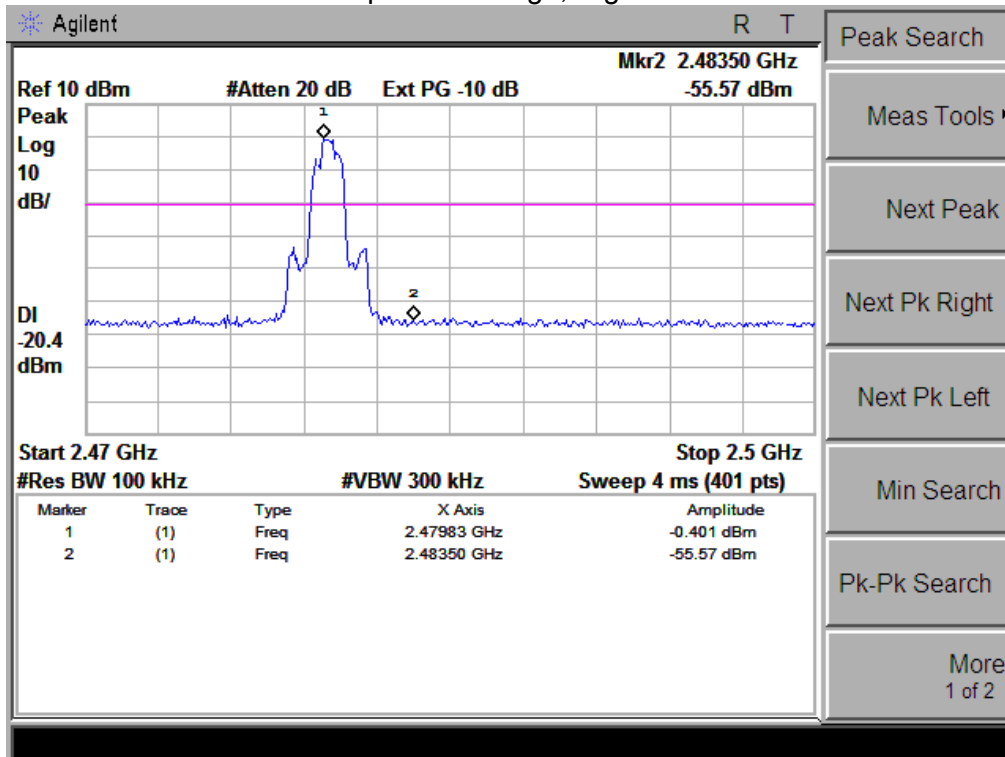 Agilent R T
Peak Search
Mkr2 2.48350 GHz
Ref 10 dBm #Atten 20 dB Ext PG -10 dB -55.57 dBm
Peak
Log
10
dB/
1
2
DI
-20.4
dBm
Start 2.47 GHz Stop 2.5 GHz
#Res BW 100 kHz #VBW 300 kHz Sweep 4 ms (401 pts)
Marker Trace Type X Axis Amplitude
1 (1) Freq 2.47983 GHz -0.401 dBm
2 (1) Freq 2.48350 GHz -55.57 dBm
Meas Tools
Next Peak
Next Pk Right
Next Pk Left
Min Search
Pk-Pk Search
More
1 of 2